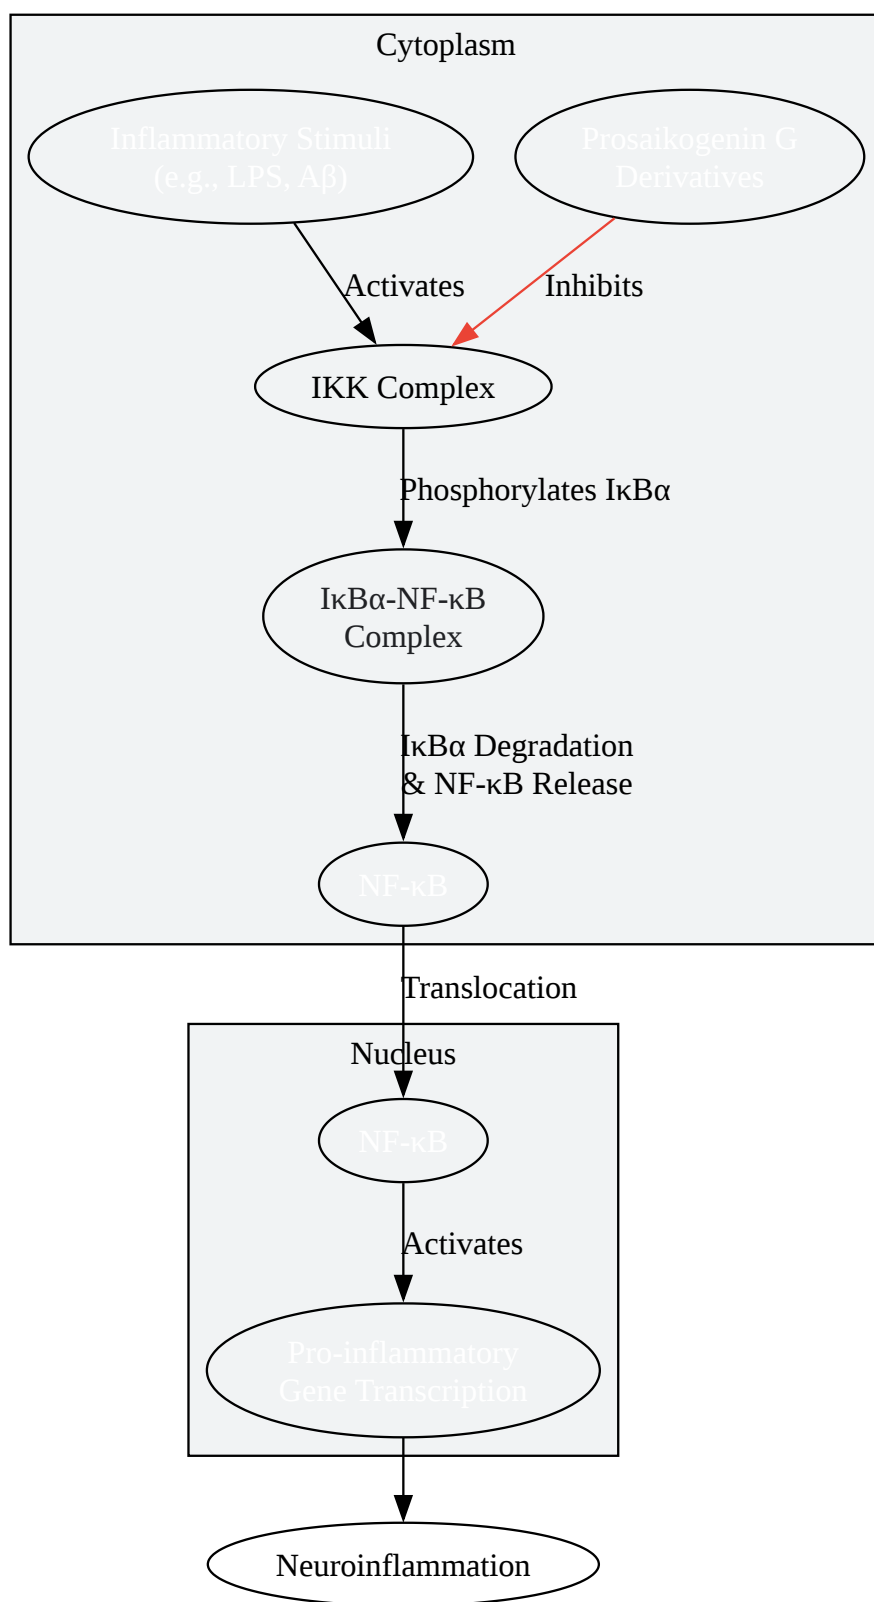 Cytoplasm
Inflammatory Stimuli
(e.g., LPS, Aβ)
Prosaikogenin G
Derivatives
Activates
Inhibits
IKK Complex
Phosphorylates IκBα
IκBα-NF-κB
Complex
IκBα Degradation
& NF-κB Release
NF-κB
Translocation
Nucleus
NF-κB
Activates
Pro-inflammatory
Gene Transcription
Neuroinflammation